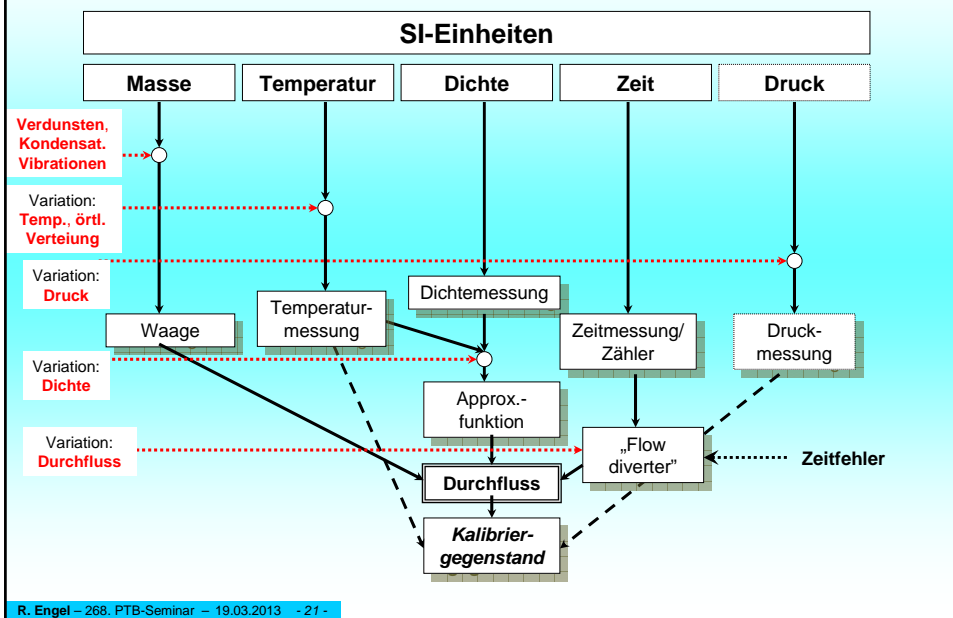 SI-Einheiten
Masse
Temperatur
Dichte
Zeit
Druck
Verdunsten,
Kondensat.
Vibrationen
Variation:
Temp., örtl.
Verteiung
Variation:
Druck
Dichtemessung
Temperatur-
messung
Waage
Zeitmessung/
Zähler
Druck-
messung
Variation:
Dichte
Approx.-
funktion
Variation:
Durchfluss
„Flow
diverter"
Zeitfehler
Durchfluss
Kalibrier-
gegenstand
R. Engel – 268. PTB-Seminar – 19.03.2013 - 21 -